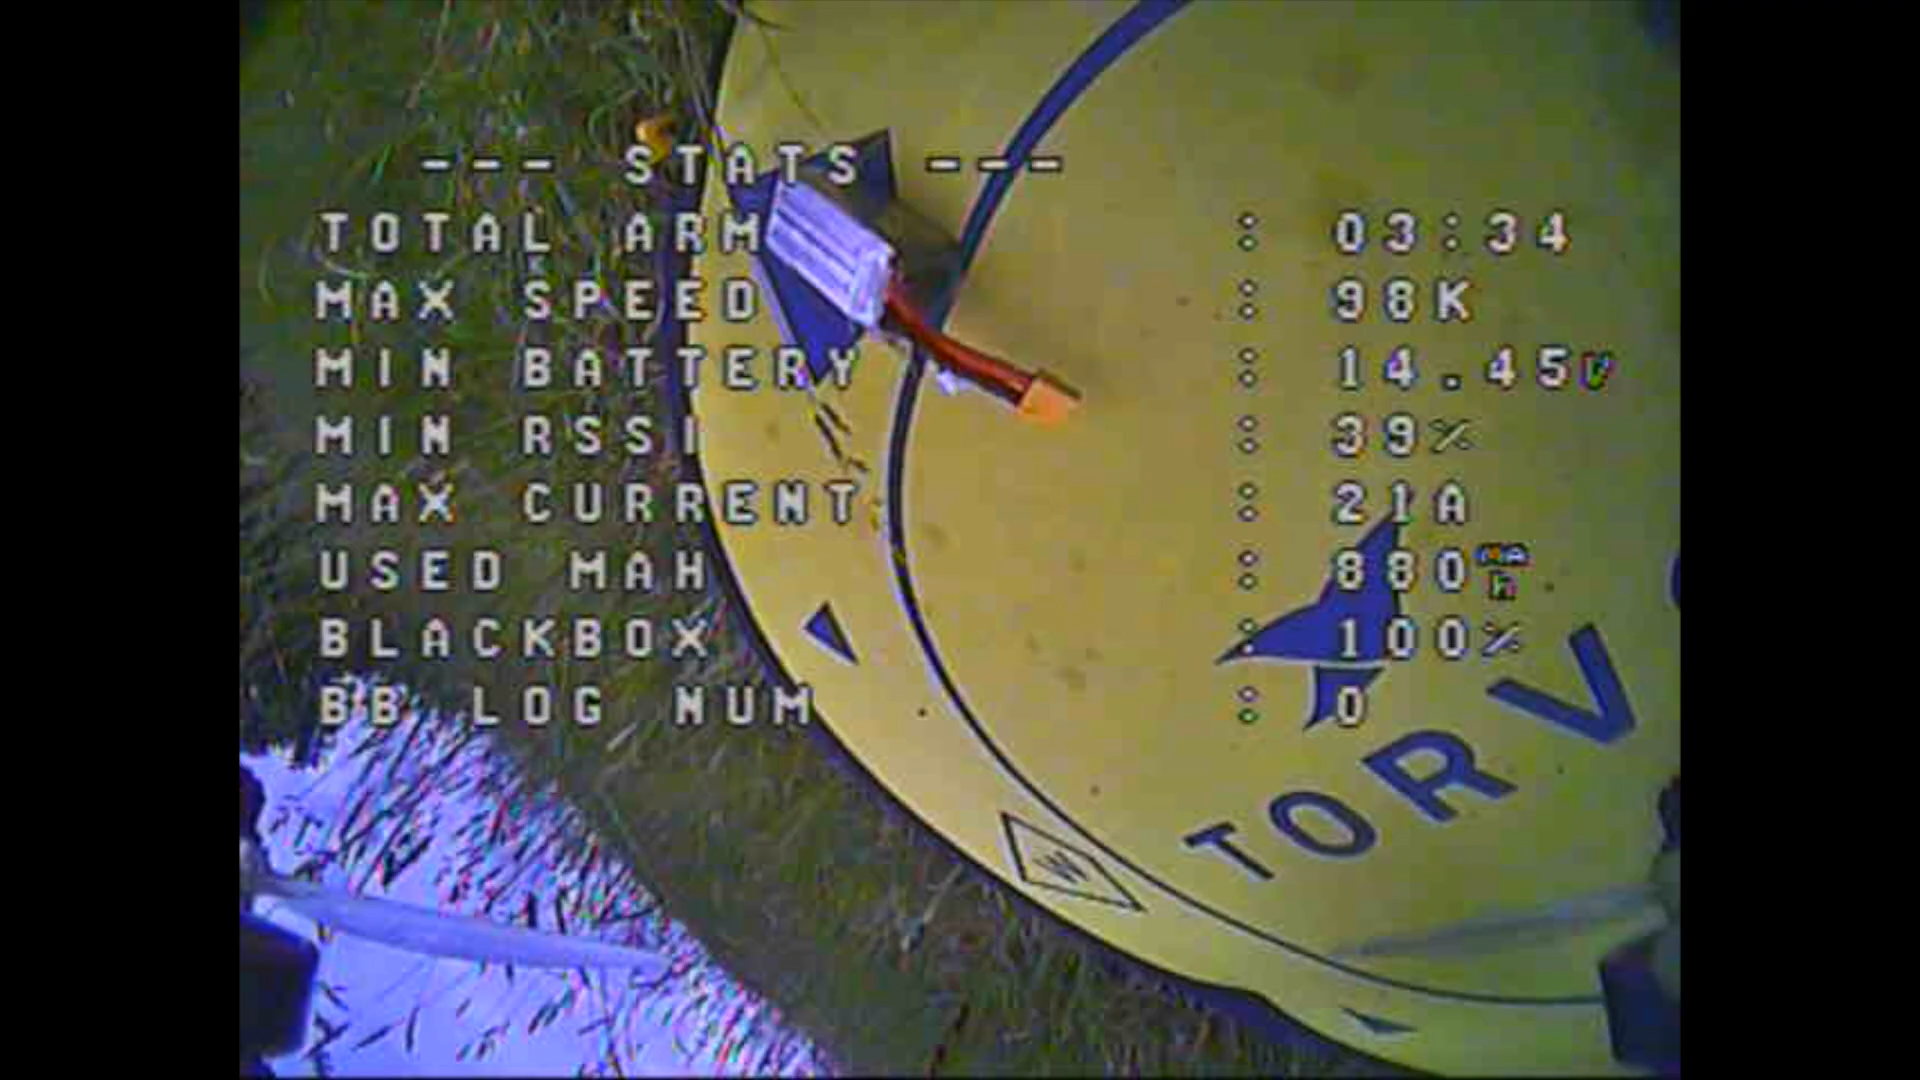 --- STATS ---
TOTAL ARM : 03:34
MAX SPEED : 98K
MIN BATTERY : 14.45V
MIN RSSI : 39%
MAX CURRENT : 21A
USED MAH : 880MAH
BLACKBOX : 100%
BB LOG NUM : 0
TORV
W